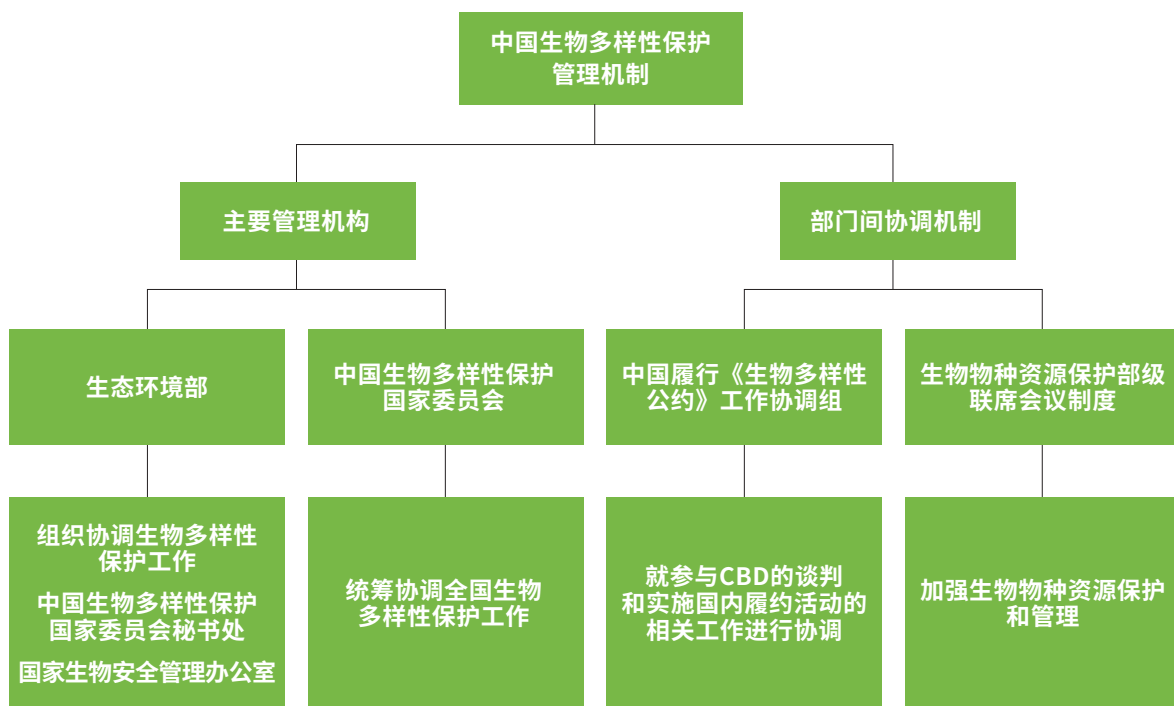 中国生物多样性保护
管理机制
主要管理机构
部门间协调机制
生态环境部
中国生物多样性保护
国家委员会
中国履行《生物多样性
公约》工作协调组
生物物种资源保护部级
联席会议制度
组织协调生物多样性
保护工作
中国生物多样性保护
国家委员会秘书处
国家生物安全管理办公室
统筹协调全国生物
多样性保护工作
就参与CBD的谈判
和实施国内履约活动的
相关工作进行协调
加强生物物种资源保护
和管理